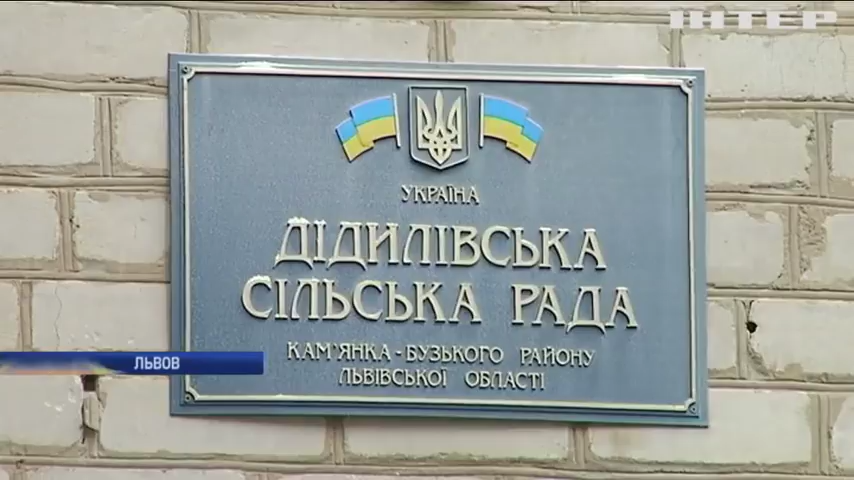 ІНТЕР
УКРАЇНА
ДІДИЛІВСЬКА
СІЛЬСЬКА РАДА
КАМ'ЯНКА-БУЗЬКОГО РАЙОНУ
ЛЬВІВСЬКОЇ ОБЛАСТІ
ЛЬВОВ